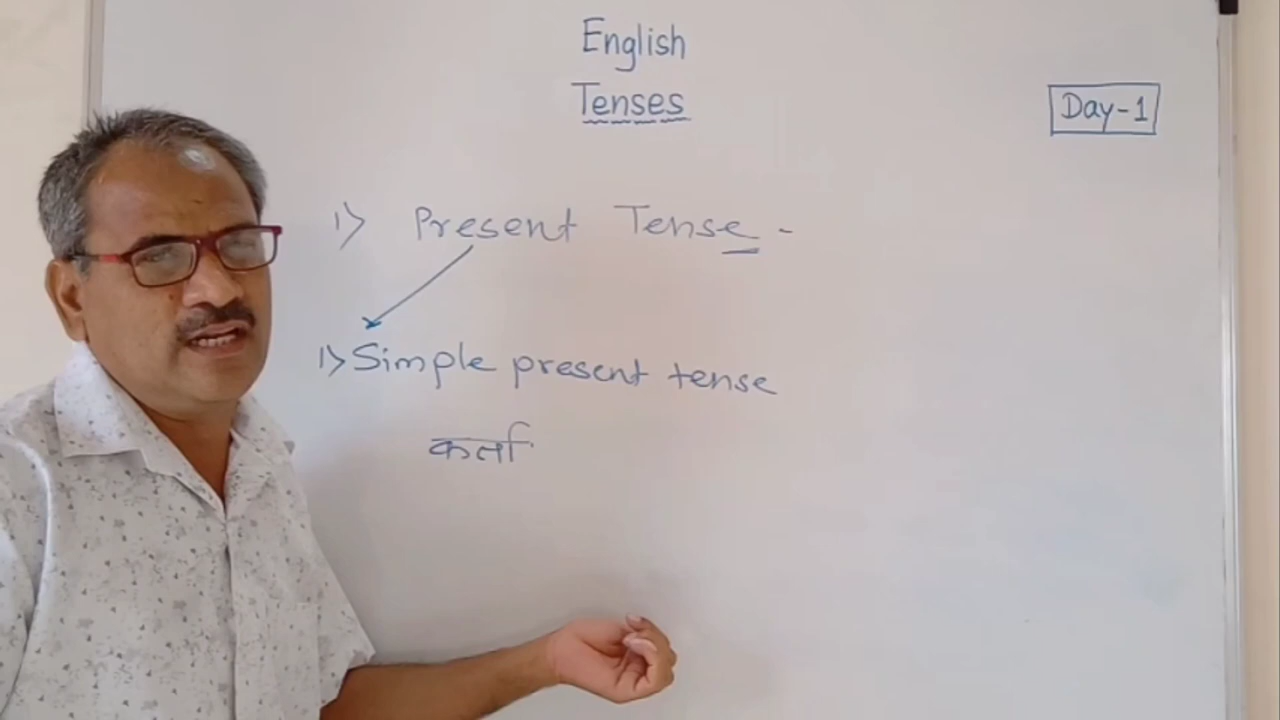 English
Tenses
Day-1
1) Present Tense -
1) Simple present tense
कर्ता